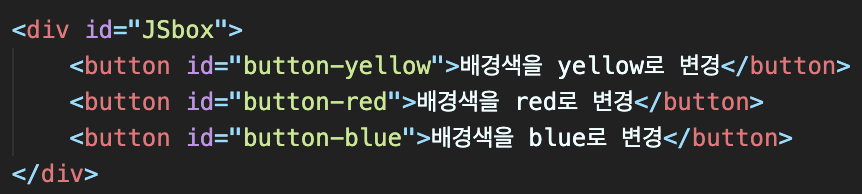 <div id="JSbox">
<button id="button-yellow">배경색을 yellow로 변경</button>
<button id="button-red">배경색을 red로 변경</button>
<button id="button-blue">배경색을 blue로 변경</button>
</div>